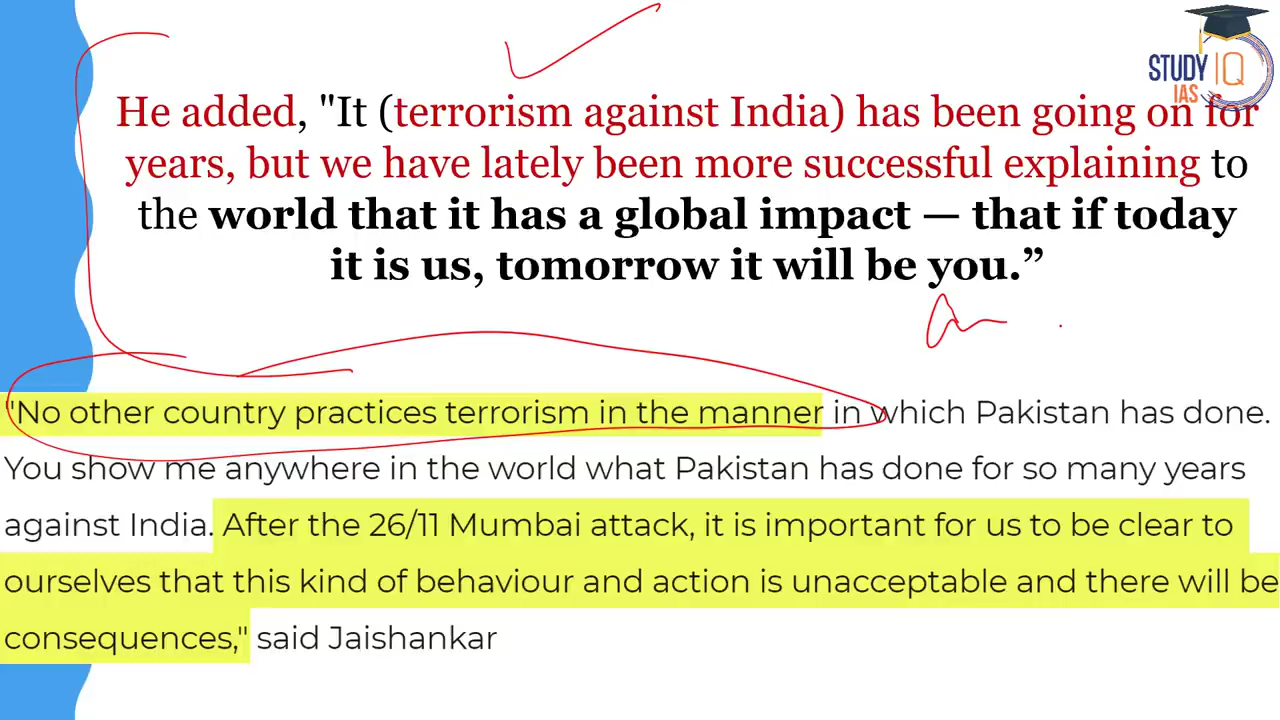 STUDY IQ
IAS
He added, "It (terrorism against India) has been going on for
years, but we have lately been more successful explaining to
the world that it has a global impact — that if today
it is us, tomorrow it will be you.”
"No other country practices terrorism in the manner in which Pakistan has done.
You show me anywhere in the world what Pakistan has done for so many years
against India. After the 26/11 Mumbai attack, it is important for us to be clear to
ourselves that this kind of behaviour and action is unacceptable and there will be
consequences," said Jaishankar